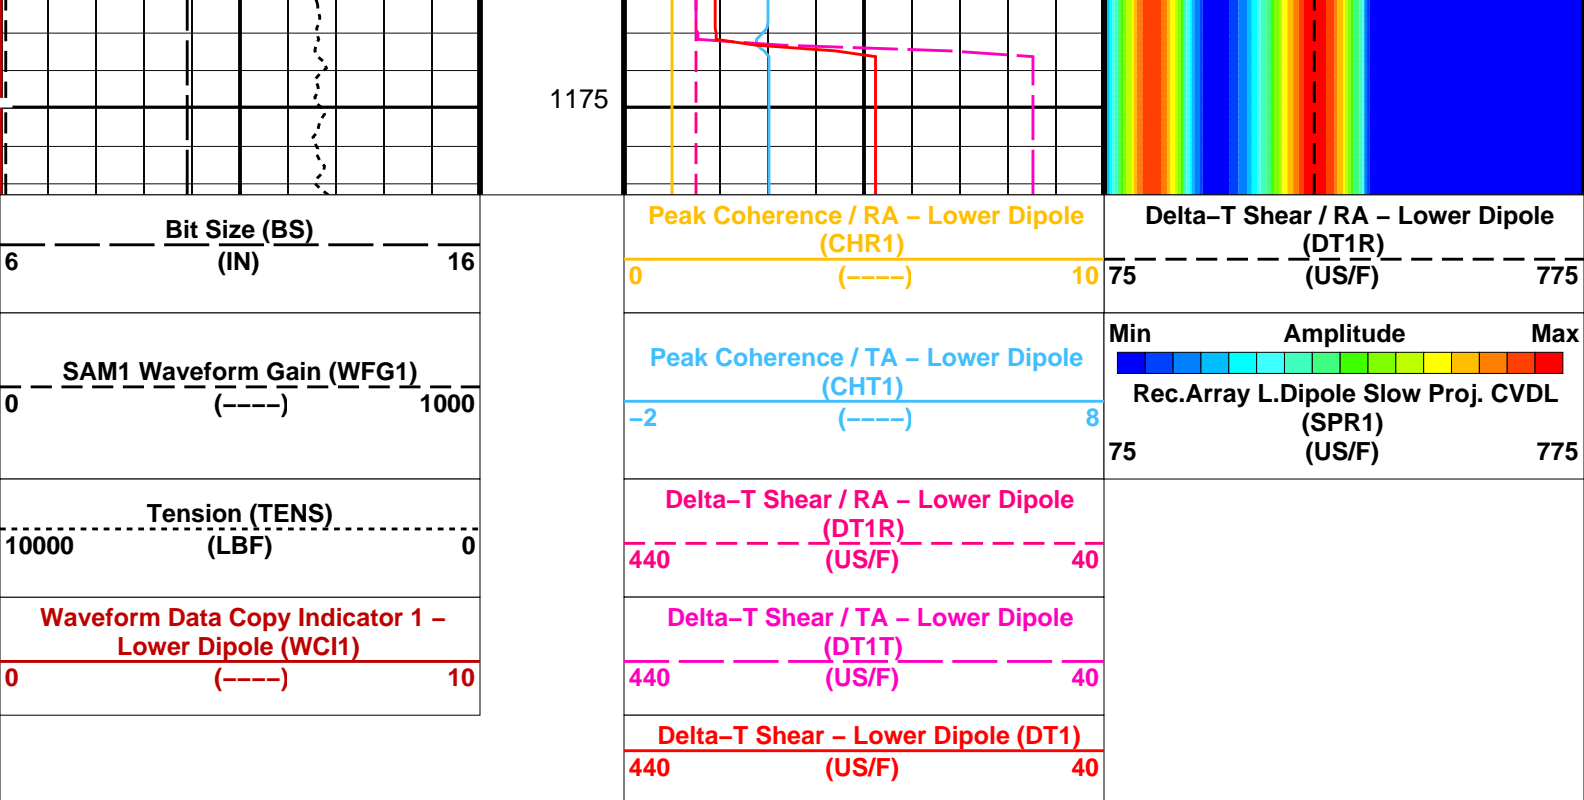 1175
Bit Size (BS)
6 (IN) 16
SAM1 Waveform Gain (WFG1)
0 (––––) 1000
Tension (TENS)
10000 (LBF) 0
Waveform Data Copy Indicator 1 –
Lower Dipole (WCI1)
0 (––––) 10
Peak Coherence / RA – Lower Dipole
(CHR1)
0 (––––) 10
Peak Coherence / TA – Lower Dipole
(CHT1)
–2 (––––) 8
Delta–T Shear / RA – Lower Dipole
(DT1R)
440 (US/F) 40
Delta–T Shear / TA – Lower Dipole
(DT1T)
440 (US/F) 40
Delta–T Shear – Lower Dipole (DT1)
440 (US/F) 40
Delta–T Shear / RA – Lower Dipole
(DT1R)
75 (US/F) 775
Min Amplitude Max
Rec.Array L.Dipole Slow Proj. CVDL
(SPR1)
75 (US/F) 775